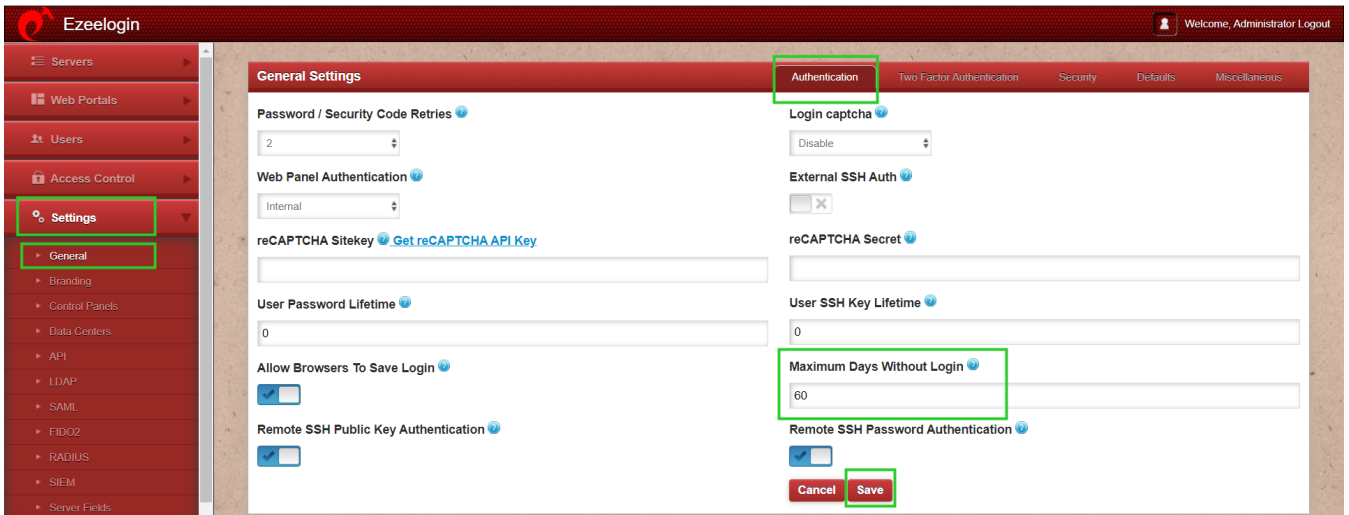 Ezeelogin
Welcome, Administrator Logout
Servers
Web Portals
Users
Access Control
Settings
General
Branding
Control Panels
Data Centers
API
LDAP
SAML
FIDO2
RADIUS
SIEM
Server Fields
General Settings
Authentication
Two Factor Authentication
Security
Defaults
Miscellaneous
Password / Security Code Retries
2
Login captcha
Disable
Web Panel Authentication
Internal
External SSH Auth
reCAPTCHA Sitekey Get reCAPTCHA API Key
reCAPTCHA Secret
User Password Lifetime
0
User SSH Key Lifetime
0
Allow Browsers To Save Login
Maximum Days Without Login
60
Remote SSH Public Key Authentication
Remote SSH Password Authentication
Cancel
Save